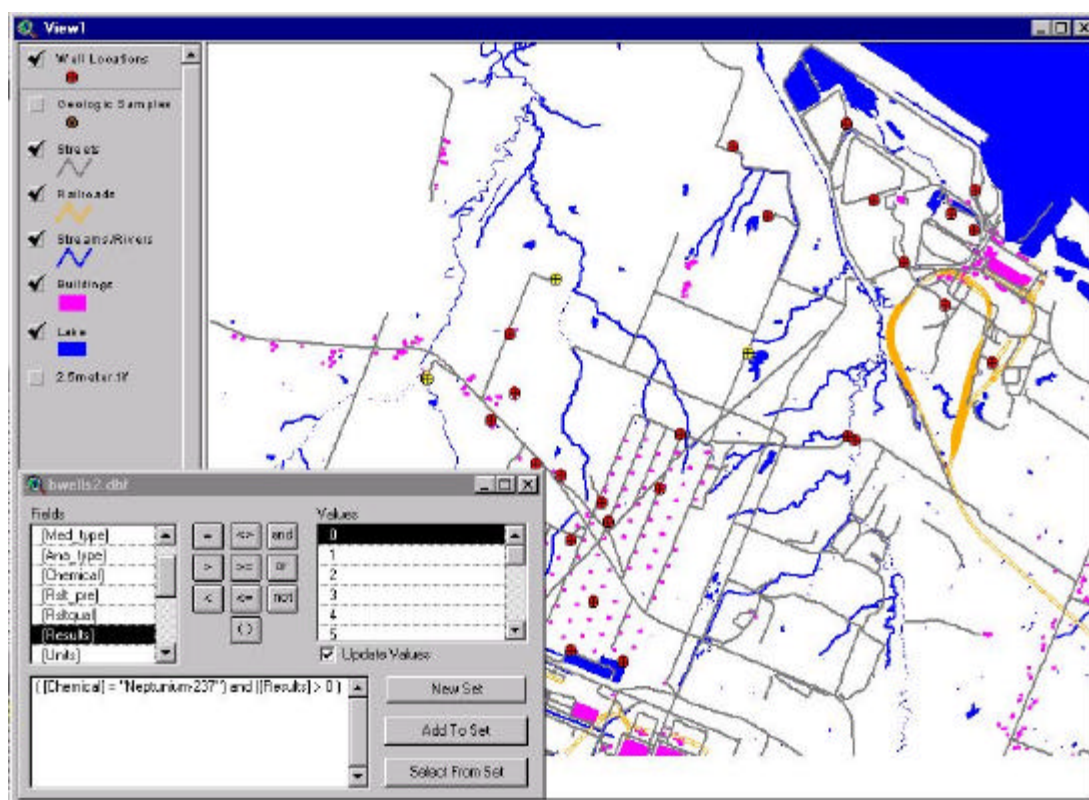 View1
Well Locations
Geologic Samples
Streets
Railroads
Streams/Rivers
Buildings
Lake
2.5meter.tif
bwells2.dbf
Fields
Values
[Med_type]
[Ana_type]
[Chemical]
[Rslt_pre]
[Rsltqual]
[Results]
[Units]
= <> and
> >= or
< <= not
( )
0
1
2
3
4
5
Update Values
( [Chemical] = "Neptunium-237") and ([Results] > 0 )
New Set
Add To Set
Select From Set